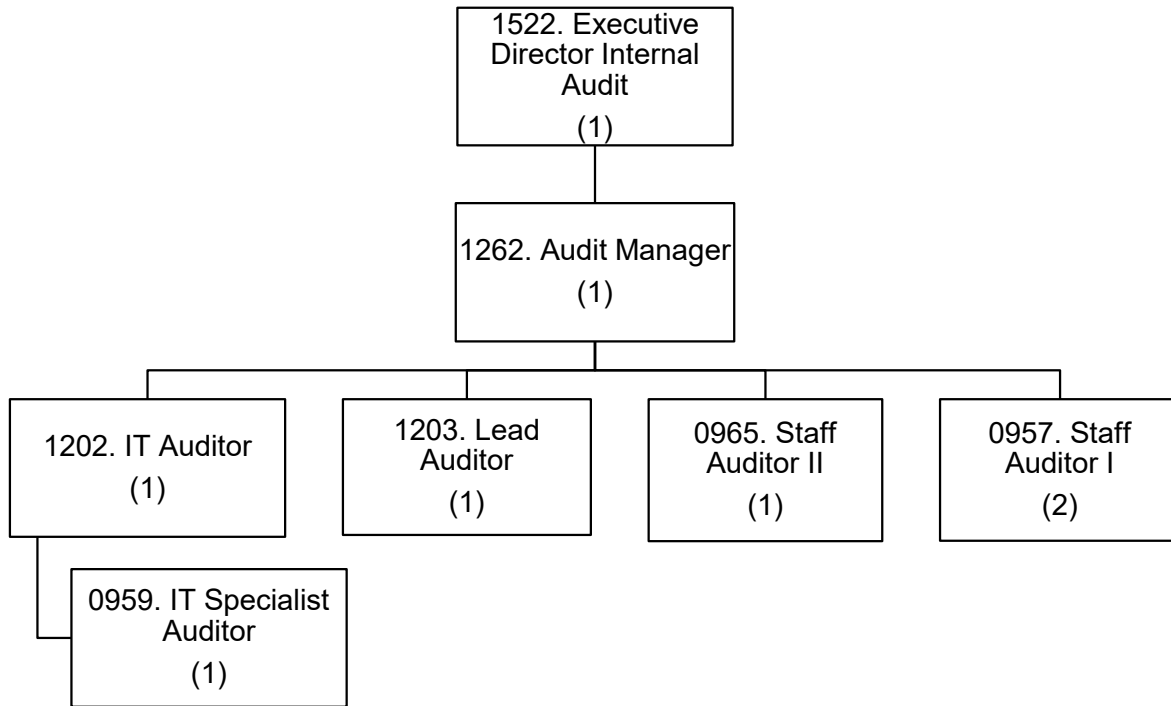 1522. Executive
Director Internal
Audit
(1)
1262. Audit Manager
(1)
1202. IT Auditor
(1)
1203. Lead
Auditor
(1)
0965. Staff
Auditor II
(1)
0957. Staff
Auditor I
(2)
0959. IT Specialist
Auditor
(1)